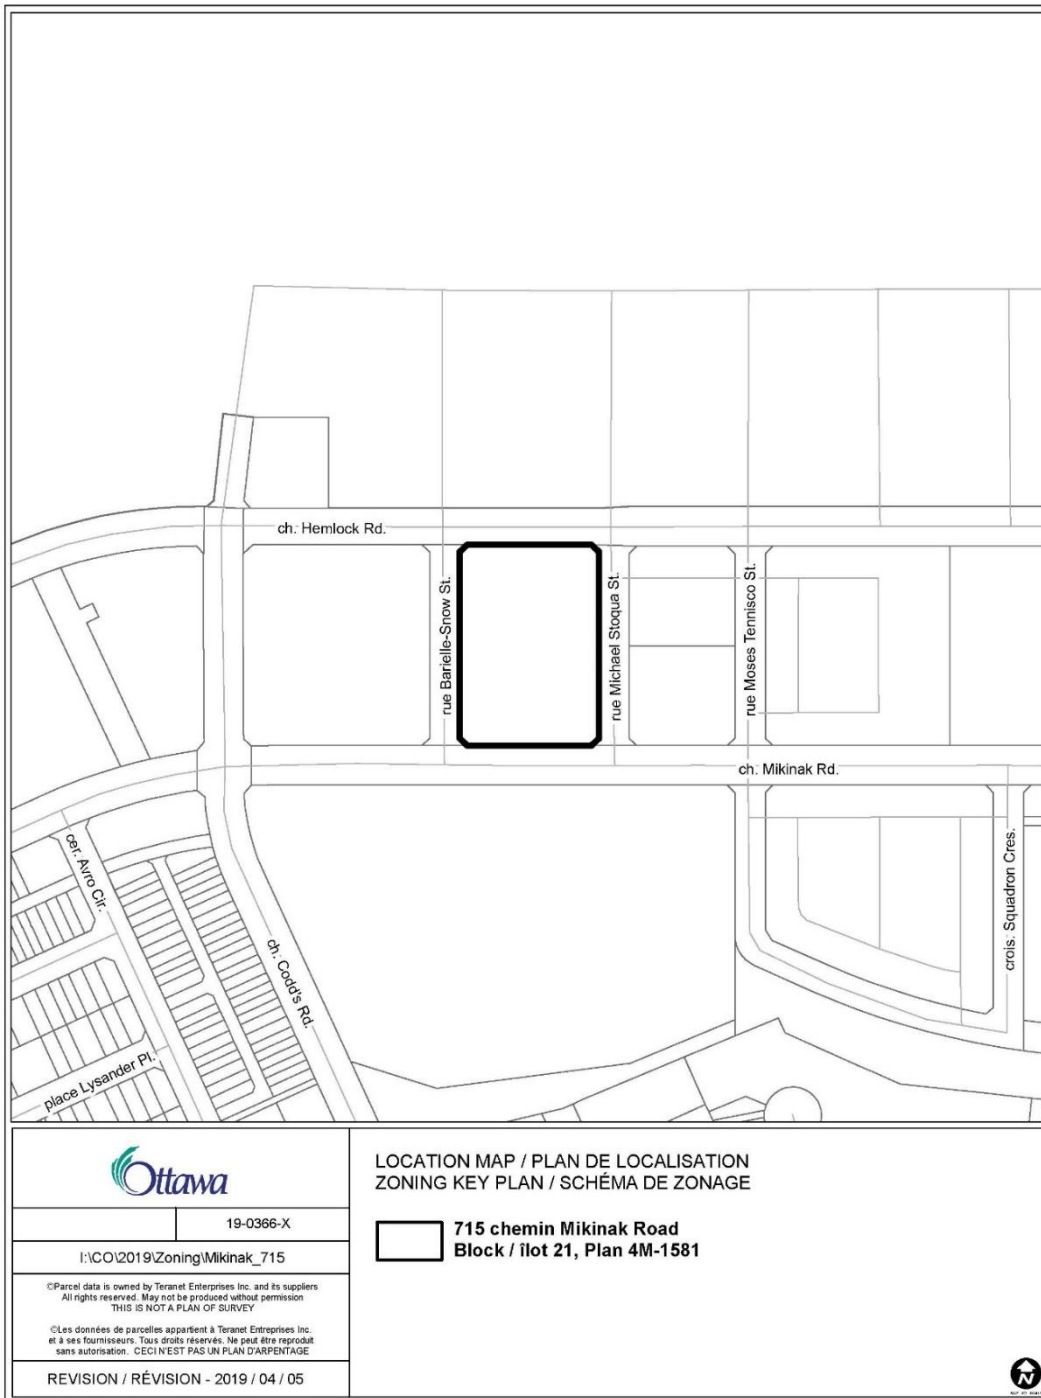 ch. Hemlock Rd.
rue Barielle-Snow St.
rue Michael Stoqua St.
rue Moses Tennisco St.
ch. Mikinak Rd.
cer. Avro Cir.
ch. Codd's Rd.
crois. Squadron Cres.
place Lysander Pl.
Ottawa
19-0366-X
I:\CO\2019\Zoning\Mikinak_715
©Parcel data is owned by Teranet Enterprises Inc. and its suppliers
All rights reserved. May not be produced without permission
THIS IS NOT A PLAN OF SURVEY
©Les données de parcelles appartient à Teranet Entreprises Inc.
et à ses fournisseurs. Tous droits réservés. Ne peut être reproduit
sans autorisation. CECI N'EST PAS UN PLAN D'ARPENTAGE
REVISION / RÉVISION - 2019 / 04 / 05
LOCATION MAP / PLAN DE LOCALISATION
ZONING KEY PLAN / SCHÉMA DE ZONAGE
715 chemin Mikinak Road
Block / îlot 21, Plan 4M-1581
N